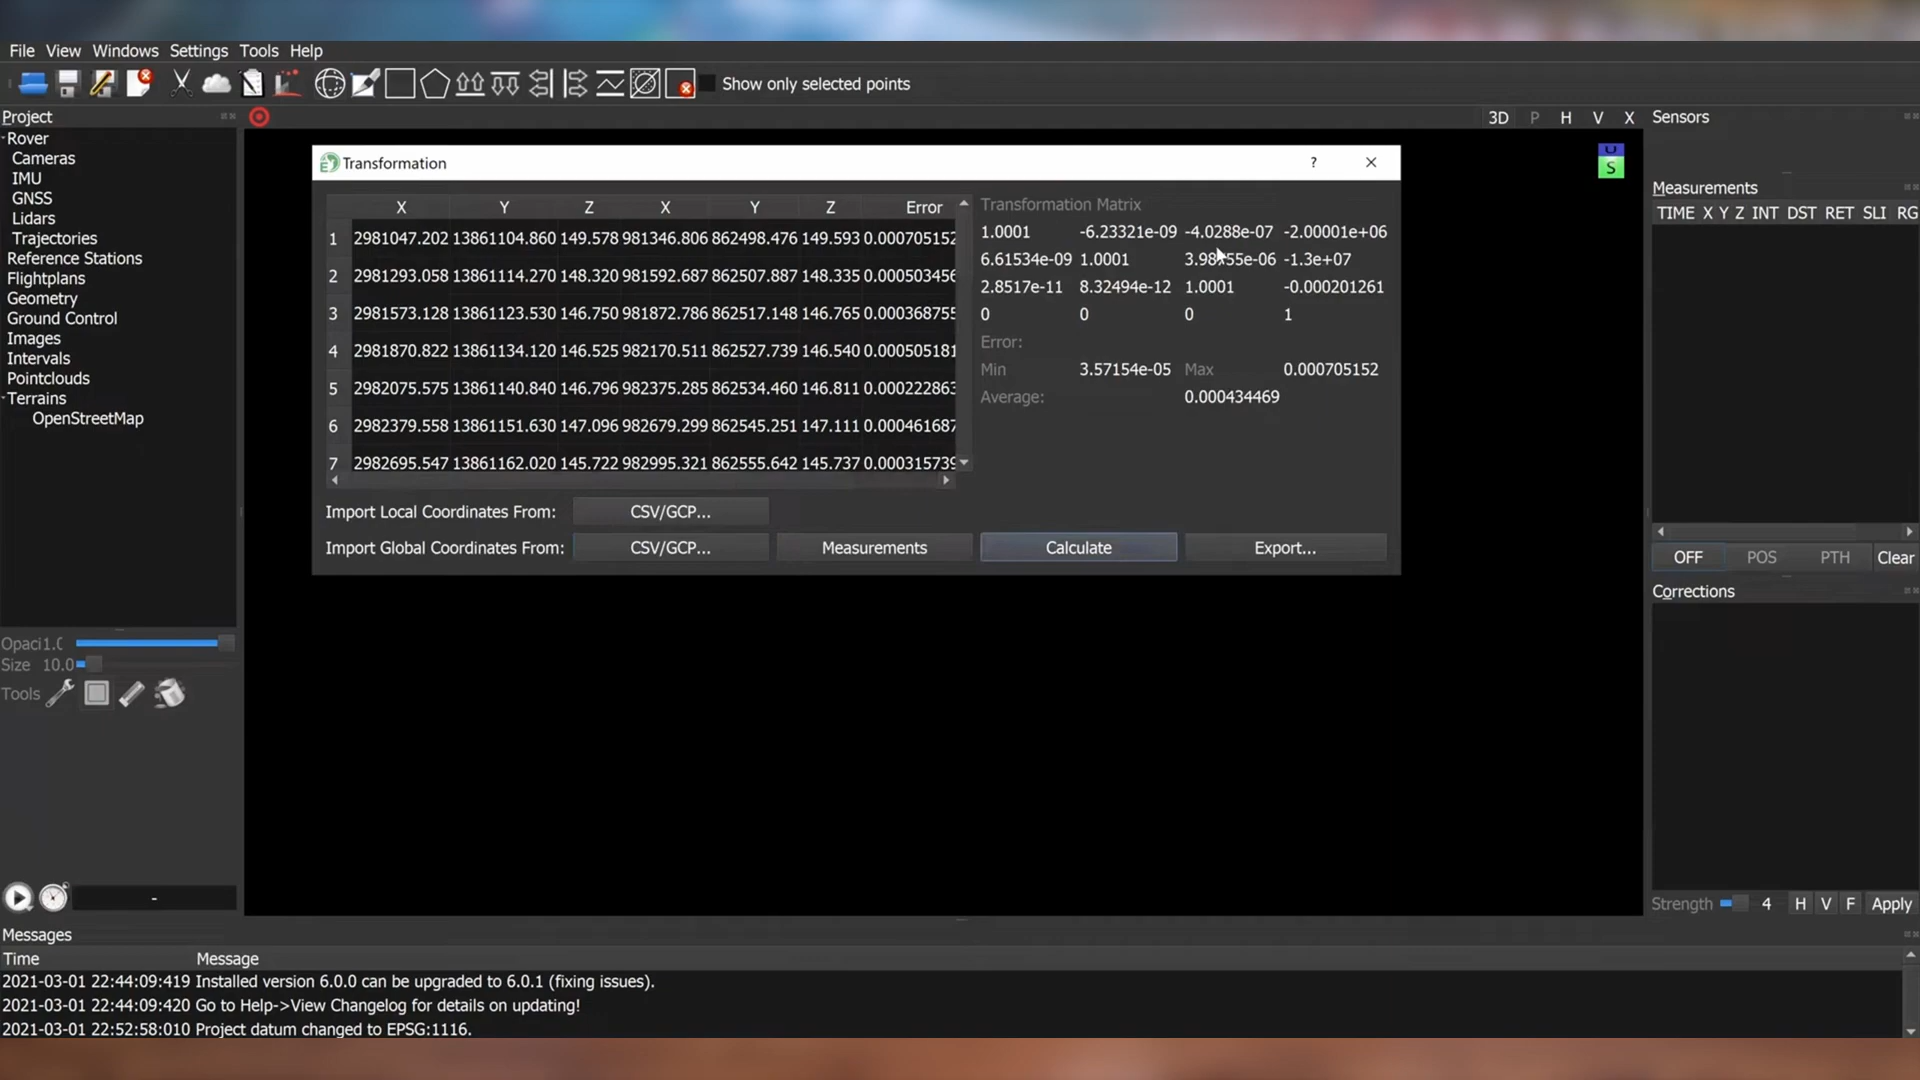 File View Windows Settings Tools Help
Show only selected points
Project
Rover
Cameras
IMU
GNSS
Lidars
Trajectories
Reference Stations
Flightplans
Geometry
Ground Control
Images
Intervals
Pointclouds
Terrains
OpenStreetMap
Opaci 1.0
Size 10.0
Tools
-
3D P H V X
U
S
Transformation ?
X Y Z X Y Z Error
1 2981047.202 13861104.860 149.578 981346.806 862498.476 149.593 0.000705152
2 2981293.058 13861114.270 148.320 981592.687 862507.887 148.335 0.000503456
3 2981573.128 13861123.530 146.750 981872.786 862517.148 146.765 0.000368755
4 2981870.822 13861134.120 146.525 982170.511 862527.739 146.540 0.000505181
5 2982075.575 13861140.840 146.796 982375.285 862534.460 146.811 0.000222863
6 2982379.558 13861151.630 147.096 982679.299 862545.251 147.111 0.000461687
7 2982695.547 13861162.020 145.722 982995.321 862555.642 145.737 0.000315739
Transformation Matrix
1.0001 -6.23321e-09 -4.0288e-07 -2.00001e+06
6.61534e-09 1.0001 -1.3e+07
2.8517e-11 8.32494e-12 1.0001 -0.000201261
0 0 0 1
Error:
Min 3.57154e-05 Max 0.000705152
Average: 0.000434469
Import Local Coordinates From: CSV/GCP...
Import Global Coordinates From: CSV/GCP... Measurements Calculate Export...
Sensors
Measurements
TIME X Y Z INT DST RET SLI RG
OFF POS PTH Clear
Corrections
Strength 4 H V F Apply
Messages
Time Message
2021-03-01 22:44:09:419 Installed version 6.0.0 can be upgraded to 6.0.1 (fixing issues).
2021-03-01 22:44:09:420 Go to Help->View Changelog for details on updating!
2021-03-01 22:52:58:010 Project datum changed to EPSG:1116.